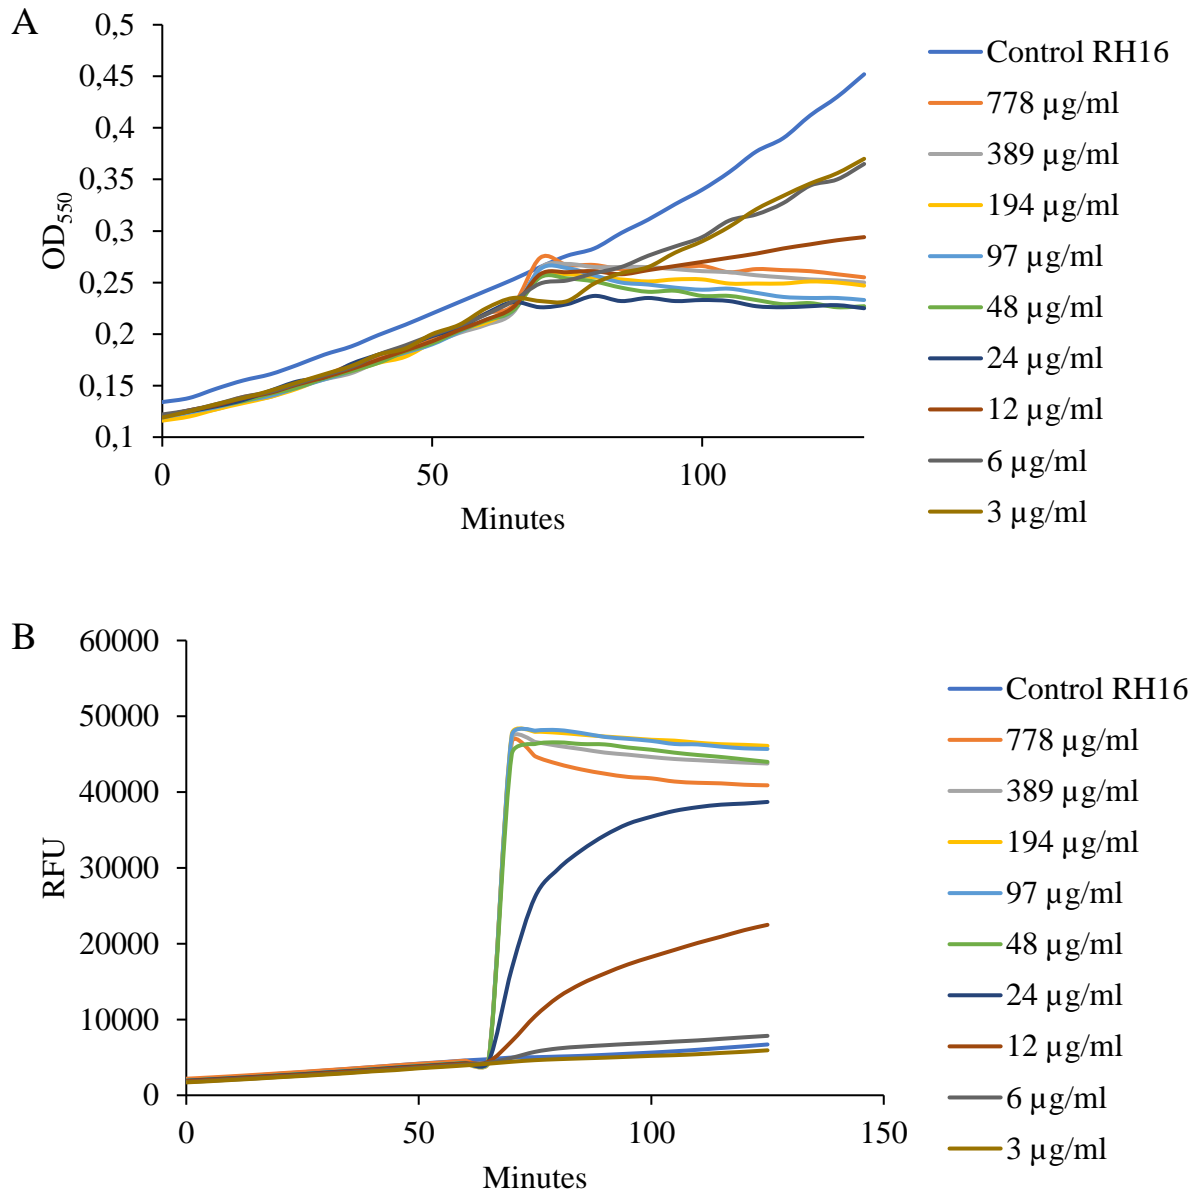 A
0,5
0,45
0,4
0,35
0,3
0,25
0,2
0,15
0,1
OD550
0
50
100
Minutes
Control RH16
778 µg/ml
389 µg/ml
194 µg/ml
97 µg/ml
48 µg/ml
24 µg/ml
12 µg/ml
6 µg/ml
3 µg/ml
B
60000
50000
40000
30000
20000
10000
0
RFU
0
50
100
150
Minutes
Control RH16
778 µg/ml
389 µg/ml
194 µg/ml
97 µg/ml
48 µg/ml
24 µg/ml
12 µg/ml
6 µg/ml
3 µg/ml